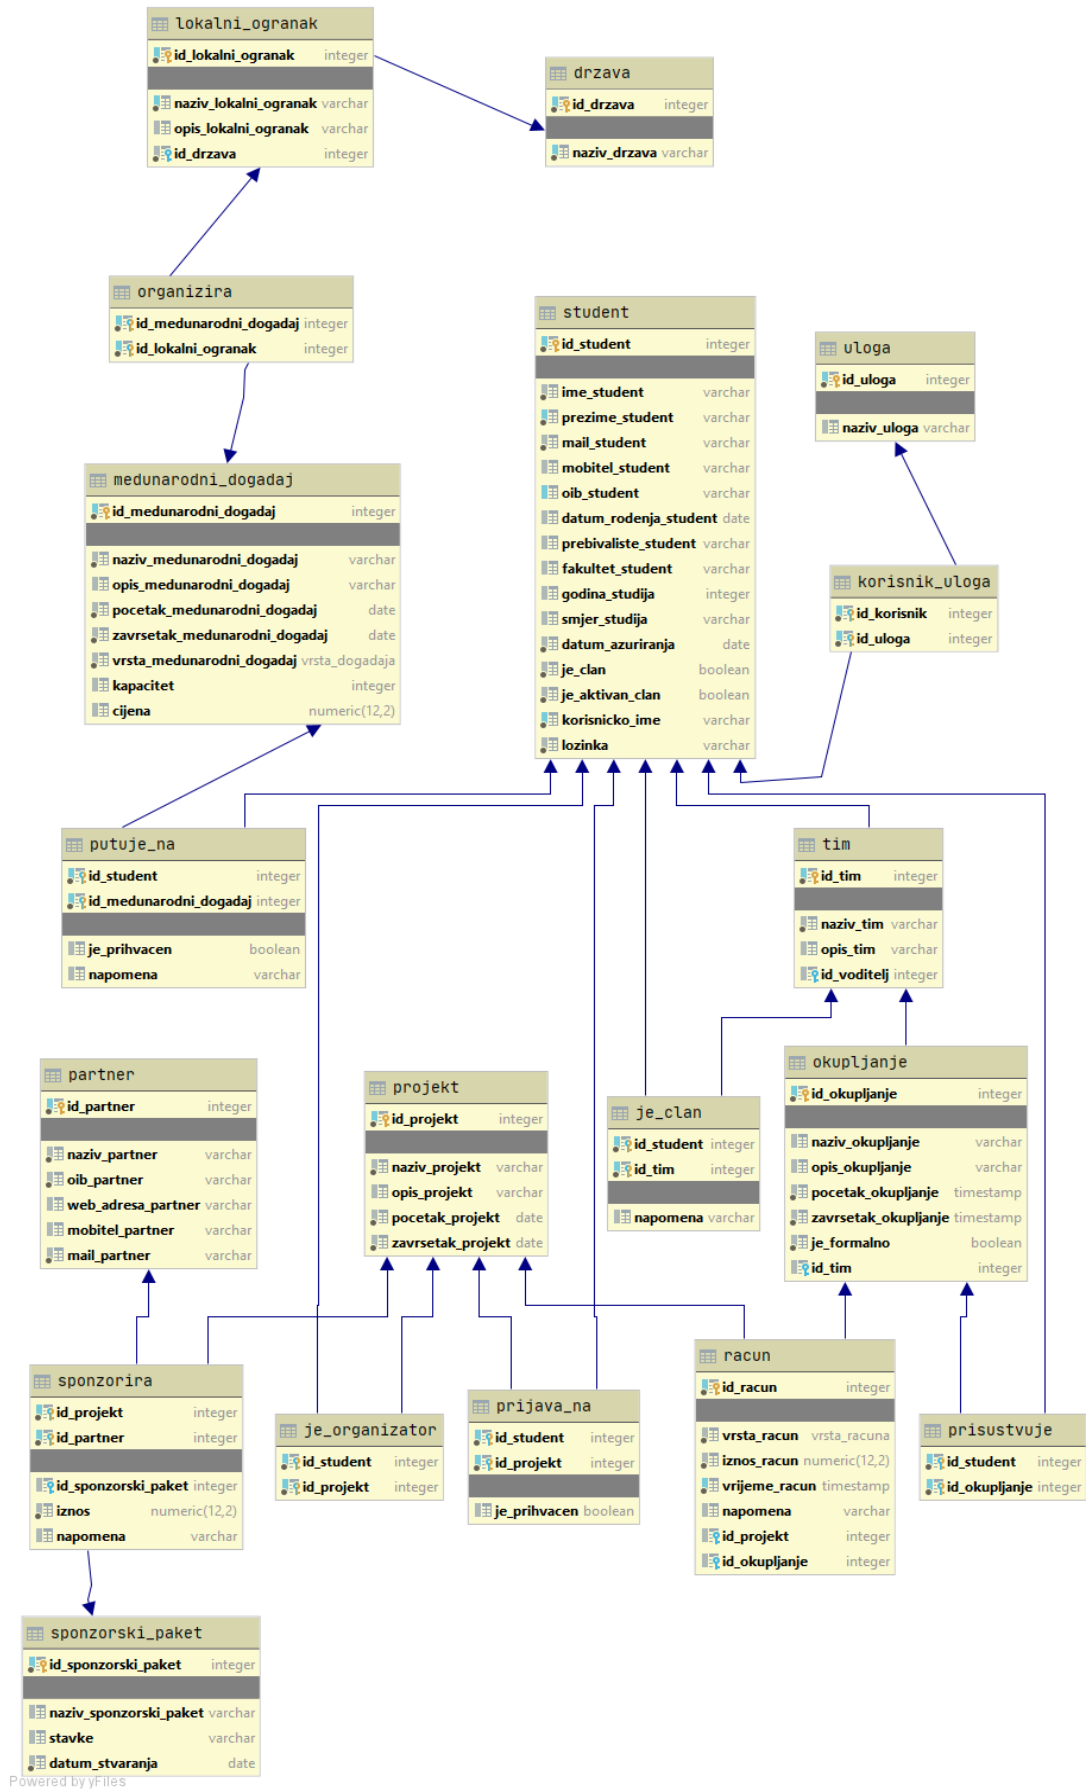 lokalni_ogranak
id_lokalni_ogranak integer
naziv_lokalni_ogranak varchar
opis_lokalni_ogranak varchar
id_drzava integer
drzava
id_drzava integer
naziv_drzava varchar
organizira
id_medunarodni_dogadaj integer
id_lokalni_ogranak integer
student
id_student integer
ime_student varchar
prezime_student varchar
mail_student varchar
mobitel_student varchar
oib_student varchar
datum_rodenja_student date
prebivaliste_student varchar
fakultet_student varchar
godina_studija integer
smjer_studija varchar
datum_azuriranja date
je_clan boolean
je_aktivan_clan boolean
korisnicko_ime varchar
lozinka varchar
uloga
id_uloga integer
naziv_uloga varchar
medunarodni_dogadaj
id_medunarodni_dogadaj integer
naziv_medunarodni_dogadaj varchar
opis_medunarodni_dogadaj varchar
pocetak_medunarodni_dogadaj date
zavrsetak_medunarodni_dogadaj date
vrsta_medunarodni_dogadaj vrsta_dogadaja
kapacitet integer
cijena numeric(12,2)
korisnik_uloga
id_korisnik integer
id_uloga integer
putuje_na
id_student integer
id_medunarodni_dogadaj integer
je_prihvacen boolean
napomena varchar
tim
id_tim integer
naziv_tim varchar
opis_tim varchar
id_voditelj integer
partner
id_partner integer
naziv_partner varchar
oib_partner varchar
web_adresa_partner varchar
mobitel_partner varchar
mail_partner varchar
projekt
id_projekt integer
naziv_projekt varchar
opis_projekt varchar
pocetak_projekt date
zavrsetak_projekt date
je_clan
id_student integer
id_tim integer
napomena varchar
okupljanje
id_okupljanje integer
naziv_okupljanje varchar
opis_okupljanje varchar
pocetak_okupljanje timestamp
zavrsetak_okupljanje timestamp
je_formalno boolean
id_tim integer
sponzorira
id_projekt integer
id_partner integer
id_sponzorski_paket integer
iznos numeric(12,2)
napomena varchar
je_organizator
id_student integer
id_projekt integer
prijava_na
id_student integer
id_projekt integer
je_prihvacen boolean
racun
id_racun integer
vrsta_racun vrsta_racuna
iznos_racun numeric(12,2)
vrijeme_racun timestamp
napomena varchar
id_projekt integer
id_okupljanje integer
prisustvuje
id_student integer
id_okupljanje integer
sponzorski_paket
id_sponzorski_paket integer
naziv_sponzorski_paket varchar
stavke varchar
datum_stvaranja date
Powered by yFiles